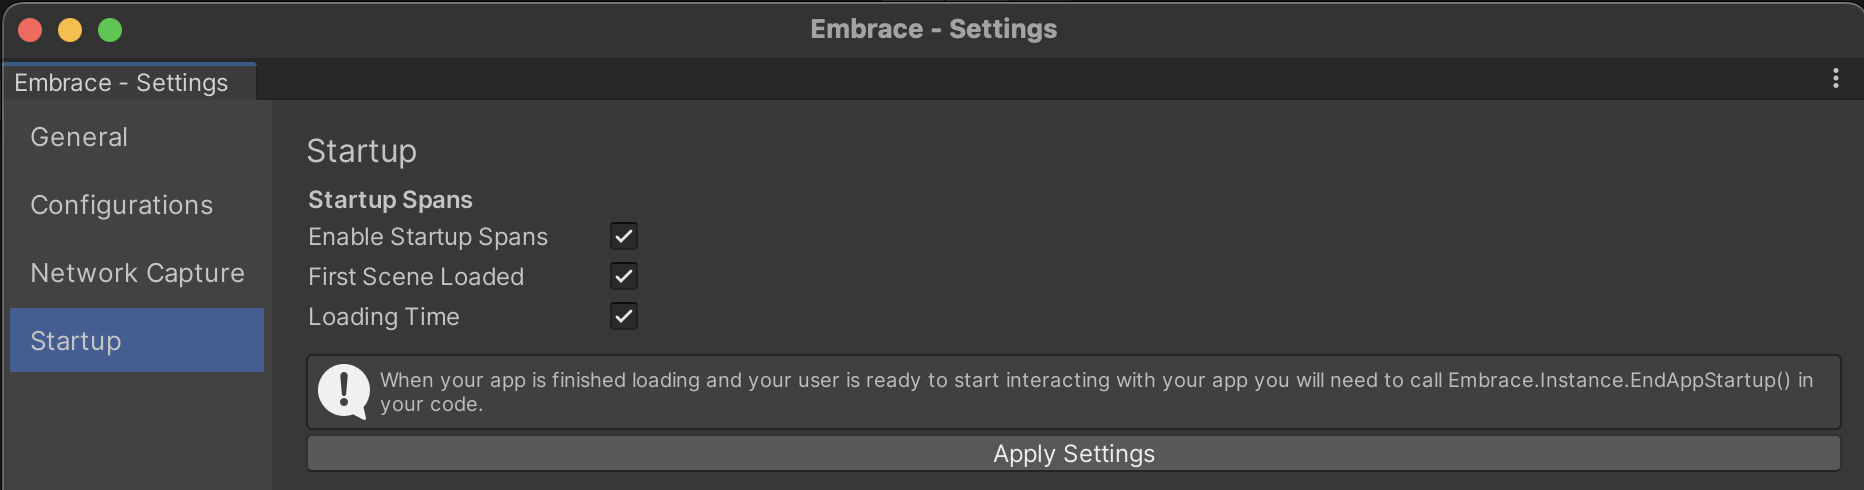 Embrace - Settings
Embrace - Settings
General
Configurations
Network Capture
Startup
Startup
Startup Spans
Enable Startup Spans
First Scene Loaded
Loading Time
When your app is finished loading and your user is ready to start interacting with your app you will need to call Embrace.Instance.EndAppStartup() in
your code.
Apply Settings